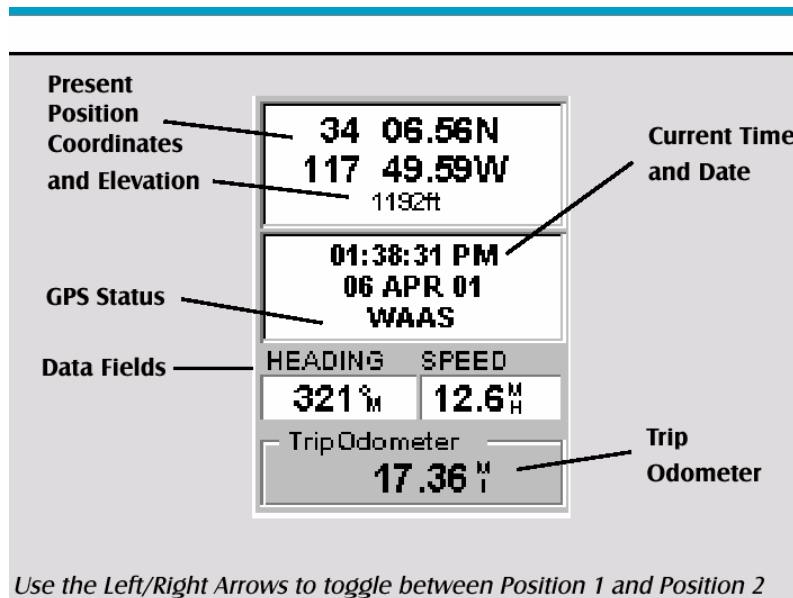 Present
Position
Coordinates
and Elevation
34 06.56N
117 49.59W
1192ft
Current Time
and Date
01:38:31 PM
06 APR 01
WAAS
GPS Status
Data Fields
HEADING SPEED
321°M 12.6MH
Trip Odometer
17.36MI
Trip
Odometer
Use the Left/Right Arrows to toggle between Position 1 and Position 2